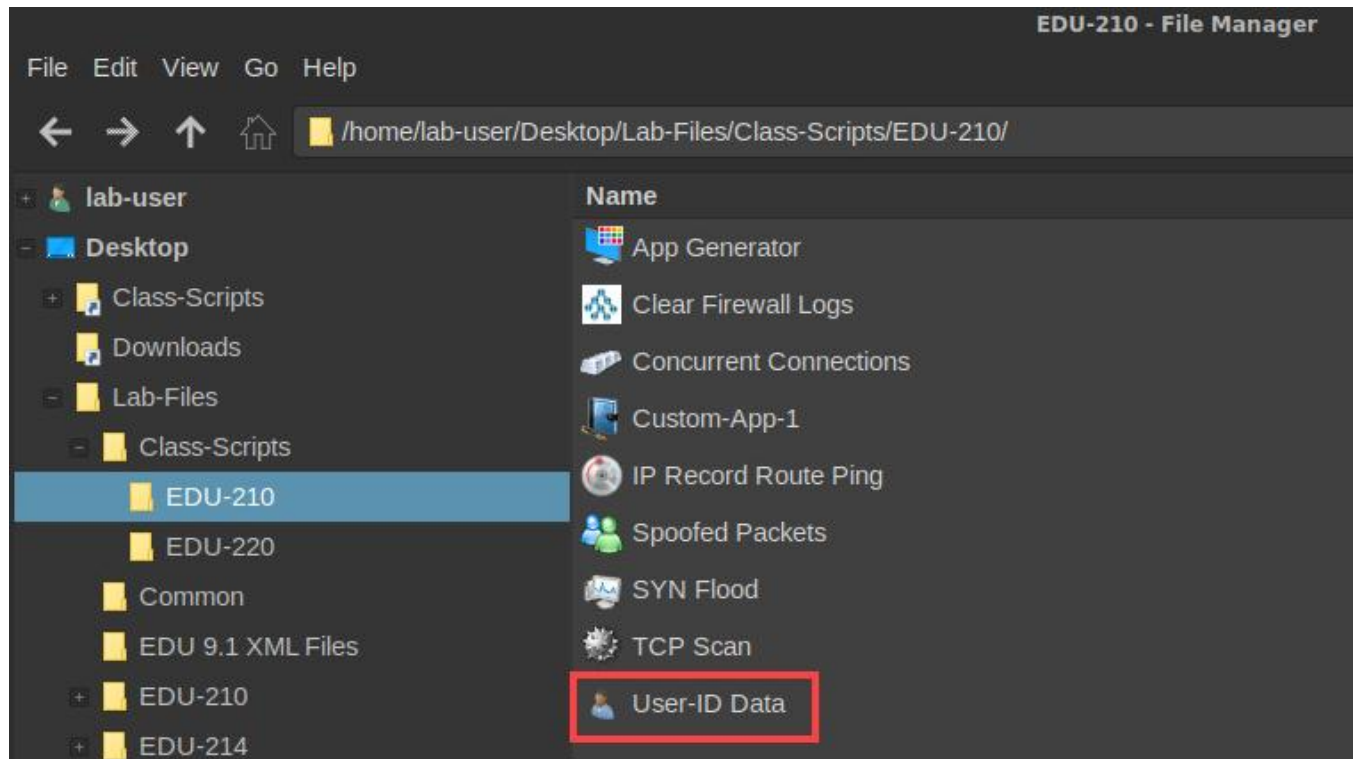 EDU-210 - File Manager
File Edit View Go Help
/home/lab-user/Desktop/Lab-Files/Class-Scripts/EDU-210/
lab-user
Desktop
Class-Scripts
Downloads
Lab-Files
Class-Scripts
EDU-210
EDU-220
Common
EDU 9.1 XML Files
EDU-210
EDU-214
Name
App Generator
Clear Firewall Logs
Concurrent Connections
Custom-App-1
IP Record Route Ping
Spoofed Packets
SYN Flood
TCP Scan
User-ID Data